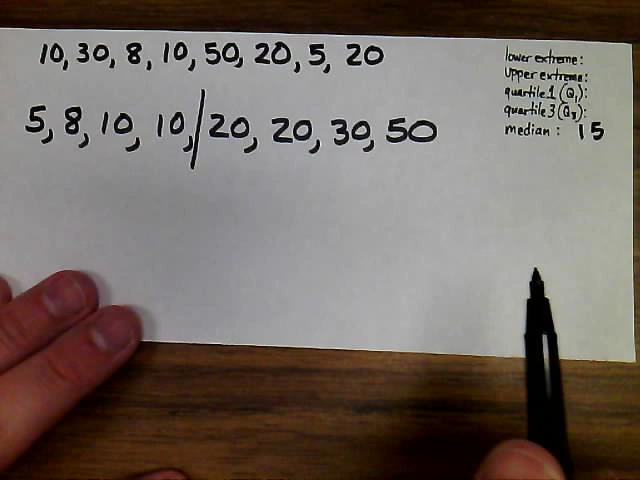 10, 30, 8, 10, 50, 20, 5, 20
5, 8, 10, 10, 20, 20, 30, 50
lower extreme:
upper extreme:
quartile 1 (Q₁):
quartile 3 (Q₃):
median: 15